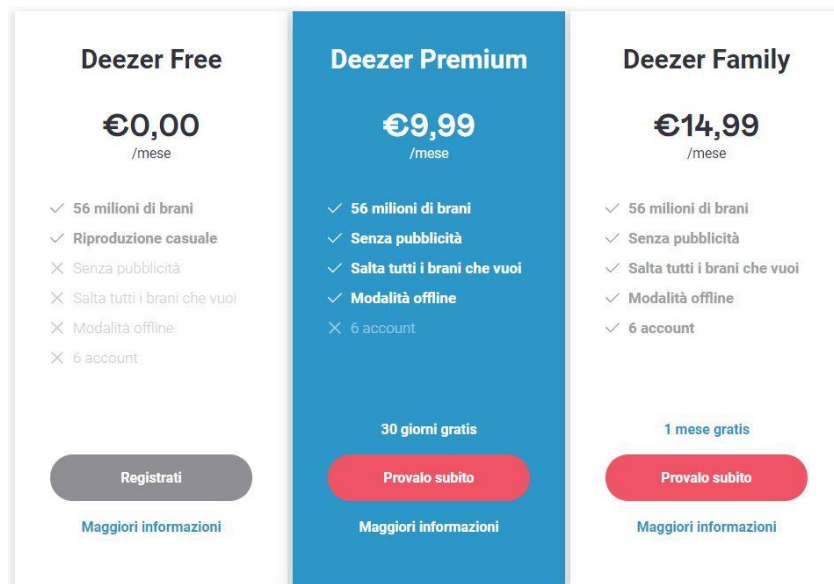 Deezer Free
€0,00
/mese
56 milioni di brani
Riproduzione casuale
Senza pubblicità
Salta tutti i brani che vuoi
Modalità offline
6 account
Registrati
Maggiori informazioni
Deezer Premium
€9,99
/mese
56 milioni di brani
Senza pubblicità
Salta tutti i brani che vuoi
Modalità offline
6 account
30 giorni gratis
Provalo subito
Maggiori informazioni
Deezer Family
€14,99
/mese
56 milioni di brani
Senza pubblicità
Salta tutti i brani che vuoi
Modalità offline
6 account
1 mese gratis
Provalo subito
Maggiori informazioni